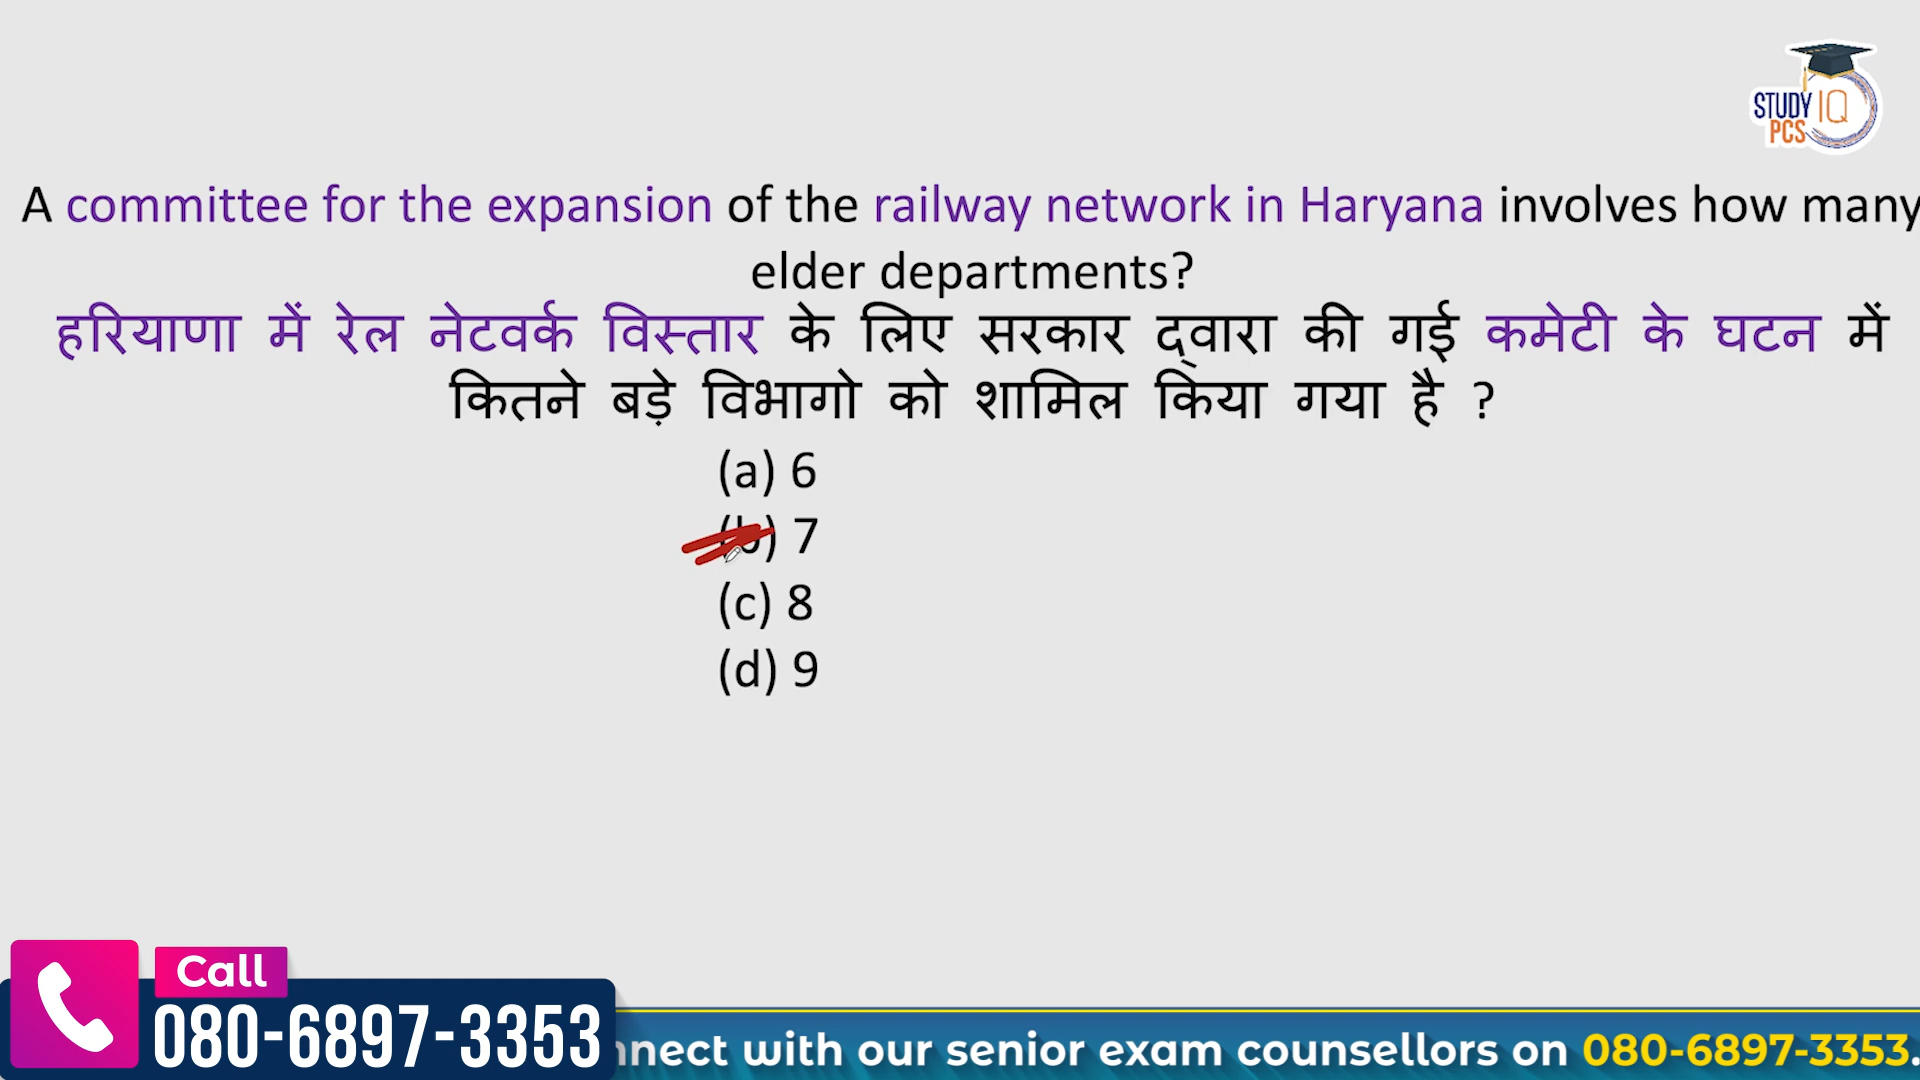 STUDY IQ
PCS
A committee for the expansion of the railway network in Haryana involves how many
elder departments?
हरियाणा में रेल नेटवर्क विस्तार के लिए सरकार द्वारा की गई कमेटी के घटन में
कितने बड़े विभागो को शामिल किया गया है ?
(a) 6
(b) 7
(c) 8
(d) 9
Call
080-6897-3353
nnect with our senior exam counsellors on 080-6897-3353.